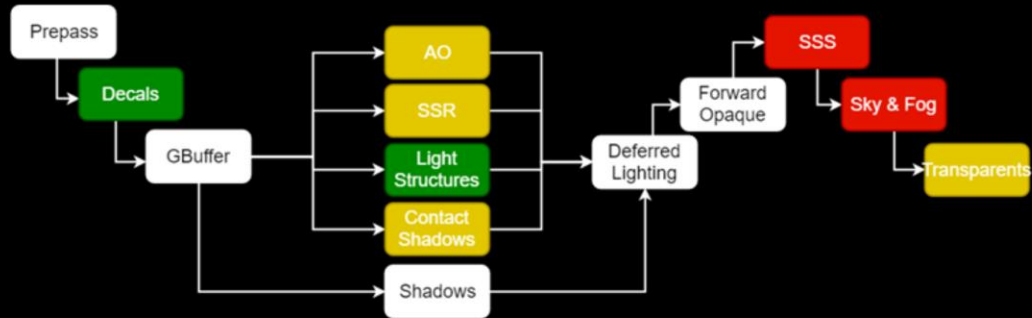 Prepass
Decals
GBuffer
AO
SSR
Light
Structures
Contact
Shadows
Shadows
Deferred
Lighting
Forward
Opaque
SSS
Sky & Fog
Transparents